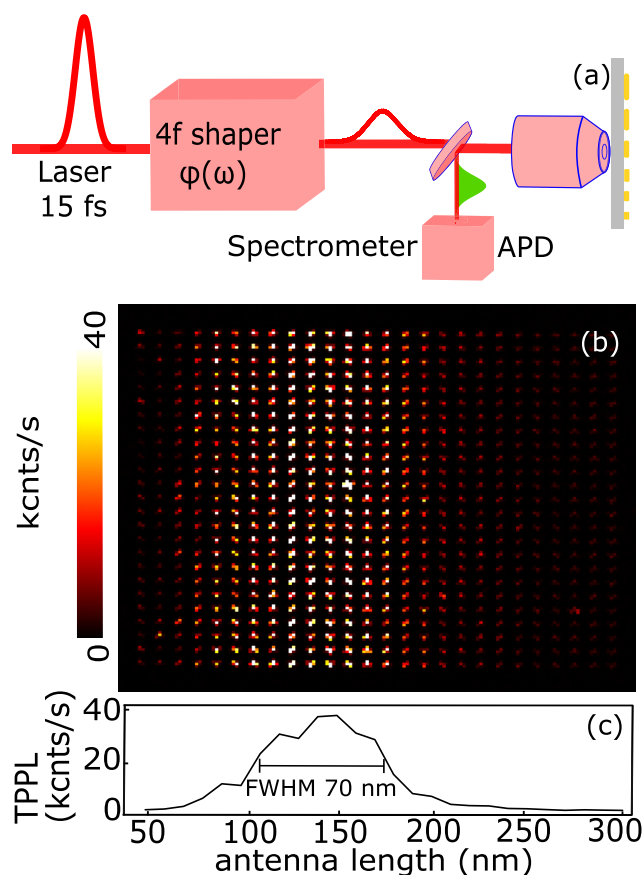 (a)
4f shaper
φ(ω)
Laser
15 fs
Spectrometer
APD
(b)
40
kcnts/s
0
(c)
40
20
0
TPPL
(kcnts/s)
FWHM 70 nm
50
100
150
200
250
300
antenna length (nm)